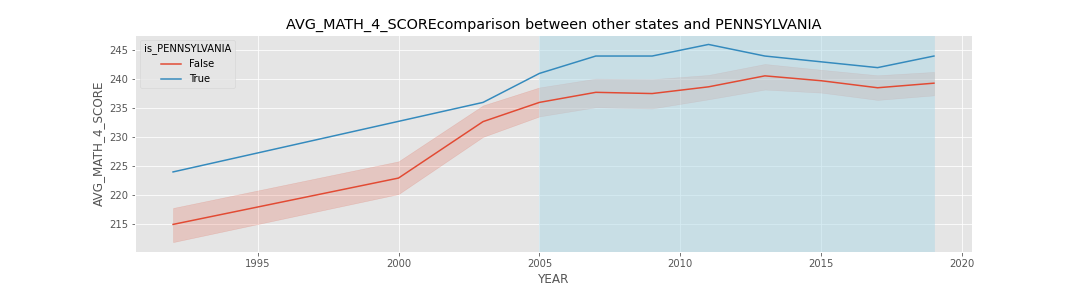 AVG_MATH_4_SCOREcomparison between other states and PENNSYLVANIA
is_PENNSYLVANIA
False
True
AVG_MATH_4_SCORE
245
240
235
230
225
220
215
1995 2000 2005 2010 2015 2020
YEAR